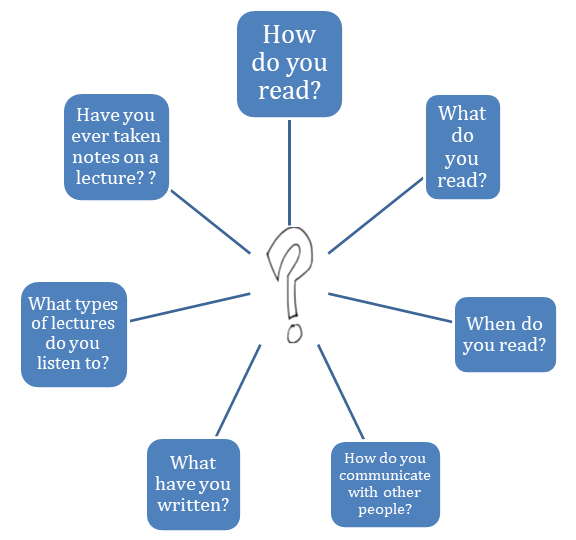 How
do you
read?
What
do
you
read?
When do
you read?
How do you
communicate
with other
people?
What
have you
written?
What types
of lectures
do you
listen to?
Have you
ever taken
notes on a
lecture? ?
?